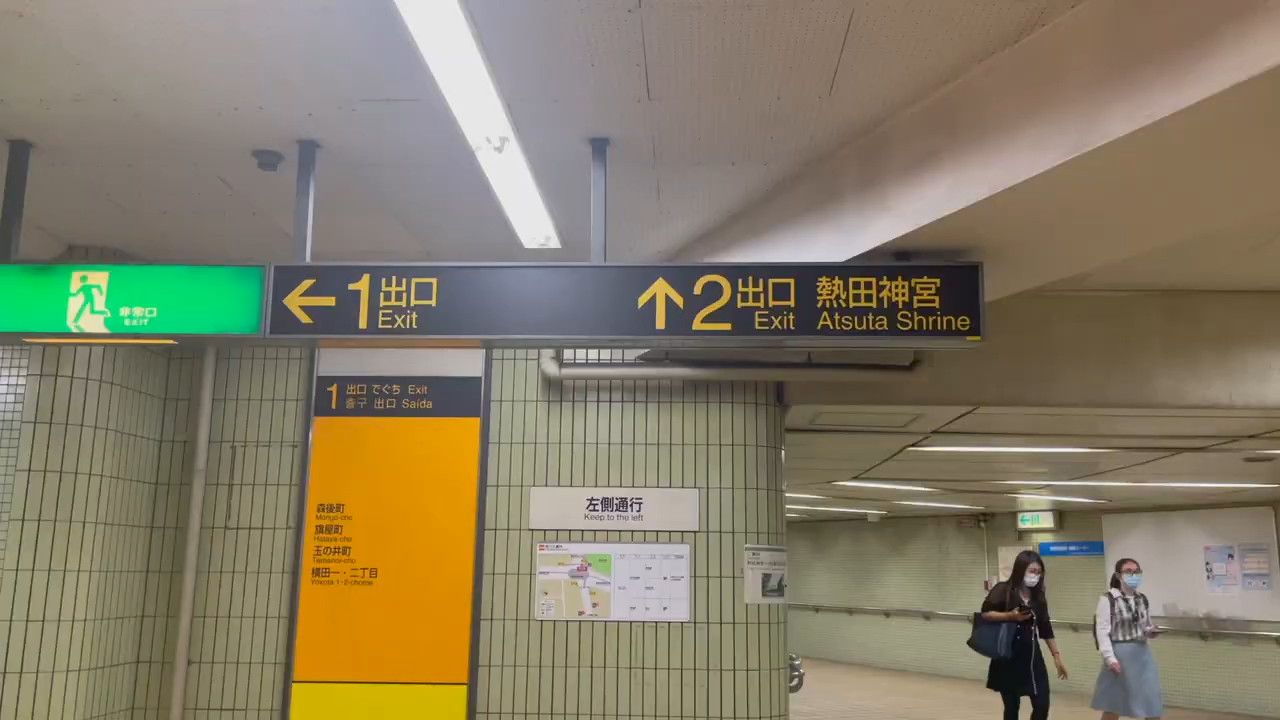 非常口
EXIT
1 出口
Exit
2 出口 熱田神宮
Exit Atsuta Shrine
1 出口 でぐち Exit
출구 出口 Saída
森後町
Morigo-cho
旗屋町
Hataya-cho
玉の井町
Tamanoi-cho
横田一・二丁目
Yokota 1-2-chome
左側通行
Keep to the left